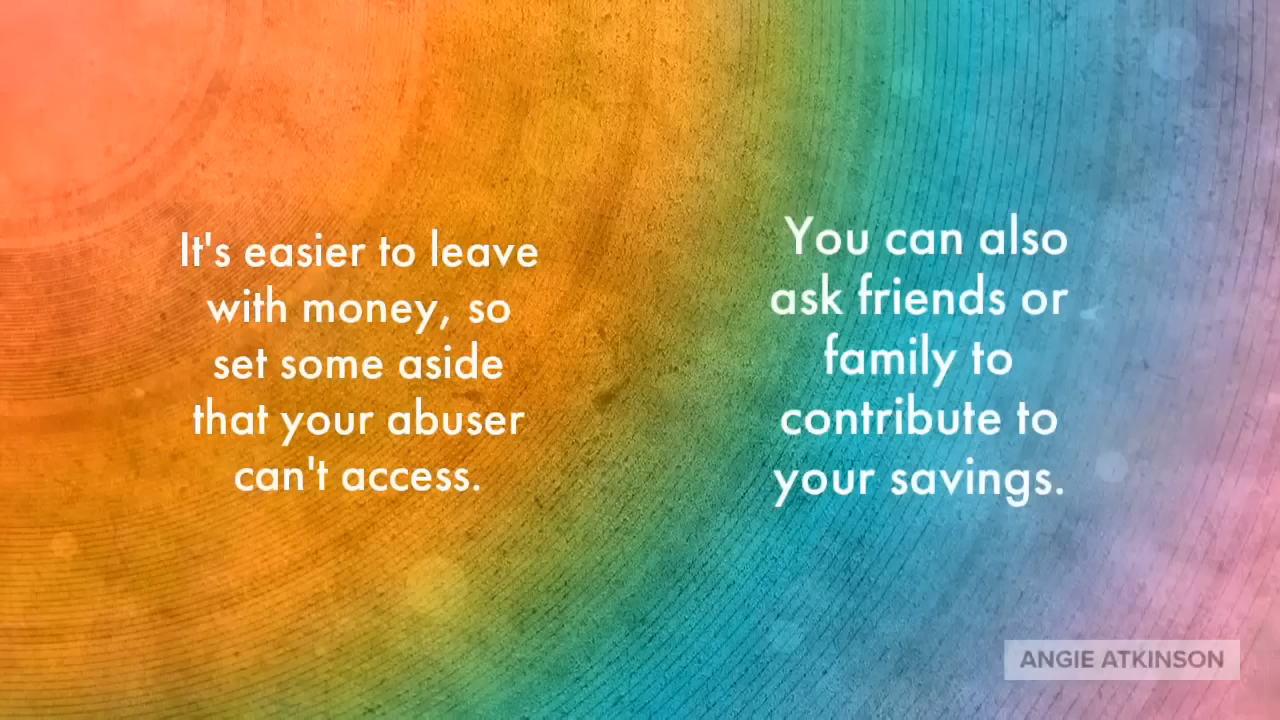 It's easier to leave
with money, so
set some aside
that your abuser
can't access.
You can also
ask friends or
family to
contribute to
your savings.
ANGIE ATKINSON